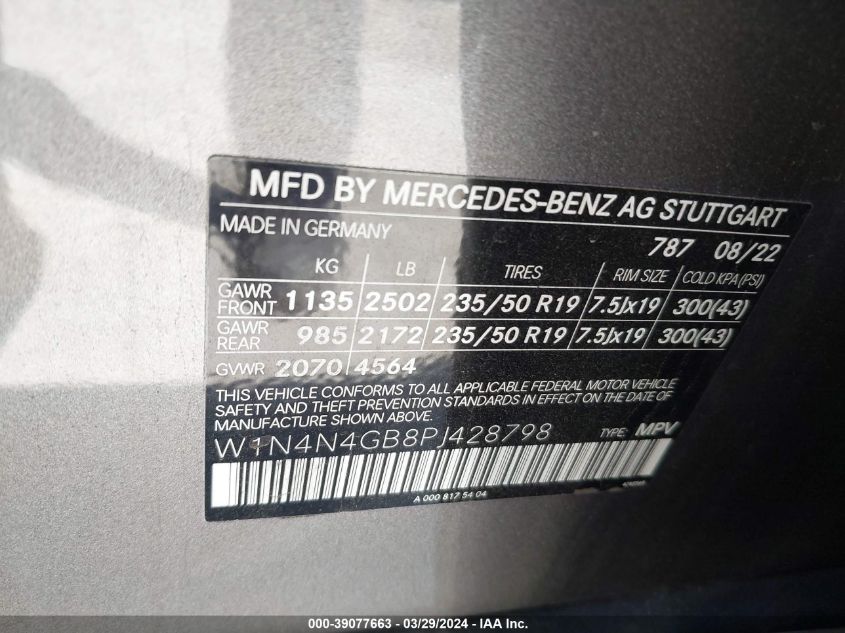 MFD BY MERCEDES-BENZ AG STUTTGART
MADE IN GERMANY
787 08/22
KG LB TIRES RIM SIZE COLD KPA(PSI)
GAWR FRONT 1135 2502 235/50 R19 7.5Jx19 300(43)
GAWR REAR 985 2172 235/50 R19 7.5Jx19 300(43)
GVWR 2070 4564
THIS VEHICLE CONFORMS TO ALL APPLICABLE FEDERAL MOTOR VEHICLE
SAFETY AND THEFT PREVENTION STANDARDS IN EFFECT ON THE DATE OF
MANUFACTURE SHOWN ABOVE.
W1N4N4GB8PJ428798 TYPE: MPV
A 000 817 54 04
000-39077663 - 03/29/2024 - IAA Inc.